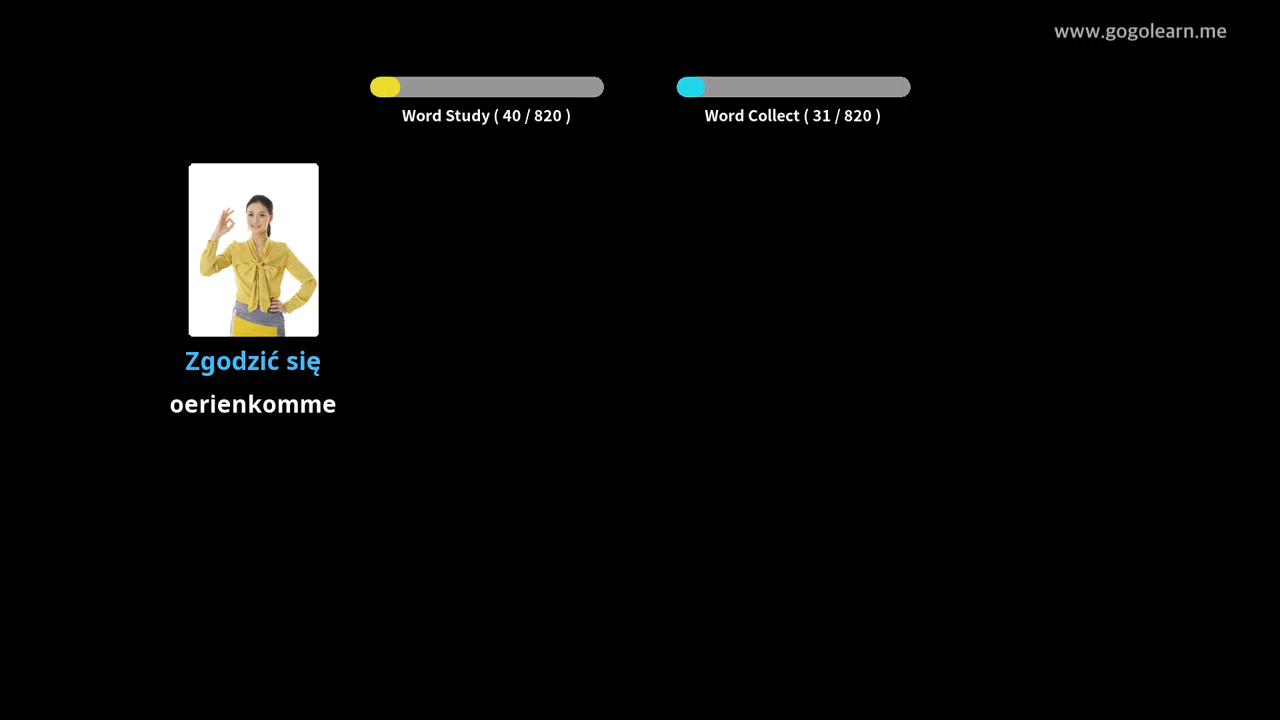 www.gogolearn.me
Word Study ( 40 / 820 )
Word Collect ( 31 / 820 )
Zgodzić się
oerienkomme